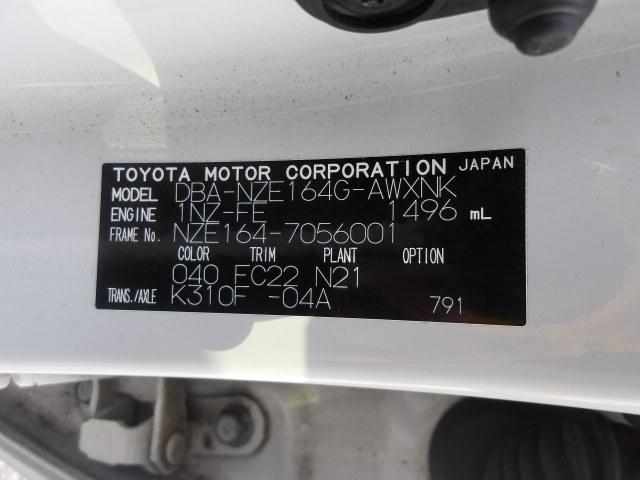 TOYOTA MOTOR CORPORATION JAPAN
MODEL DBA-NZE164G-AWXNK
ENGINE 1NZ-FE 1496 mL
FRAME No. NZE164-7056001
COLOR TRIM PLANT OPTION
040 FC22 N21
TRANS./AXLE K310F -04A 791